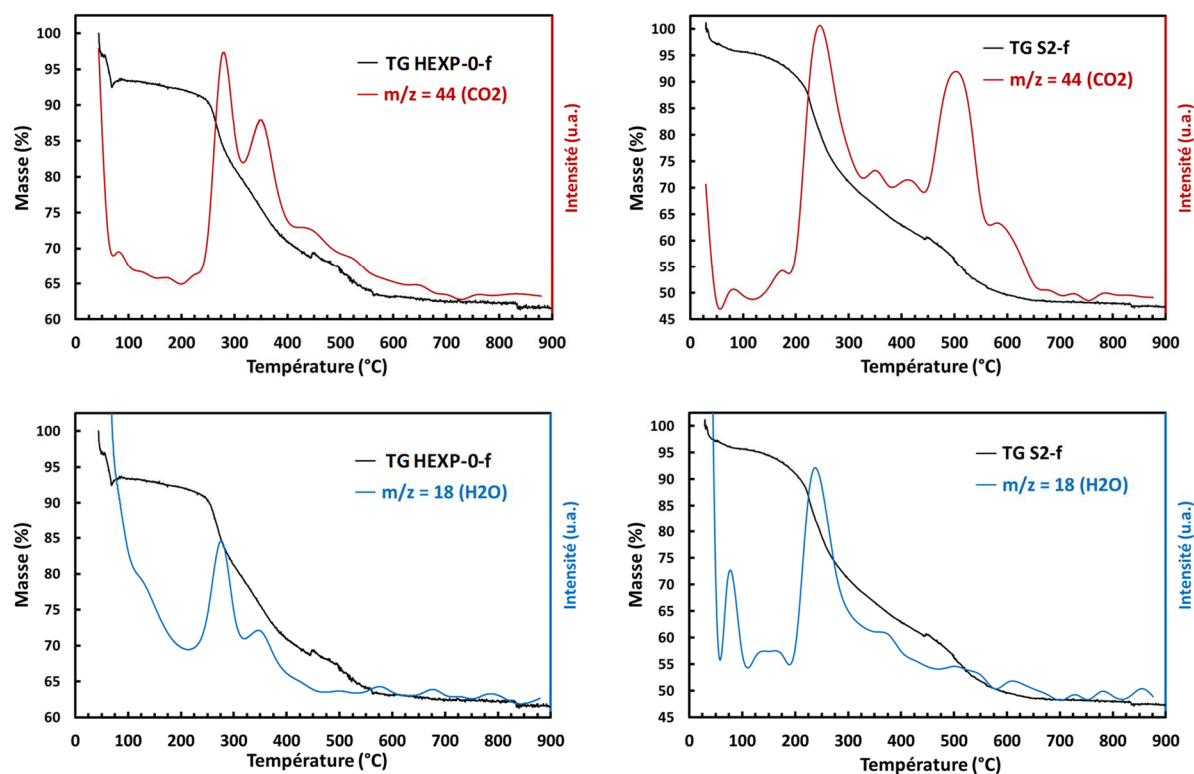 100
95
90
85
80
75
70
65
60
Masse (%)
TG HEXP-0-f
m/z = 44 (CO2)
Intensité (u.a.)
0 100 200 300 400 500 600 700 800 900
Température (°C)
100
95
90
85
80
75
70
65
60
55
50
45
Masse (%)
TG S2-f
m/z = 44 (CO2)
Intensité (u.a.)
0 100 200 300 400 500 600 700 800 900
Température (°C)
100
95
90
85
80
75
70
65
60
Masse (%)
TG HEXP-0-f
m/z = 18 (H2O)
Intensité (u.a.)
0 100 200 300 400 500 600 700 800 900
Température (°C)
100
95
90
85
80
75
70
65
60
55
50
45
Masse (%)
TG S2-f
m/z = 18 (H2O)
Intensité (u.a.)
0 100 200 300 400 500 600 700 800 900
Température (°C)